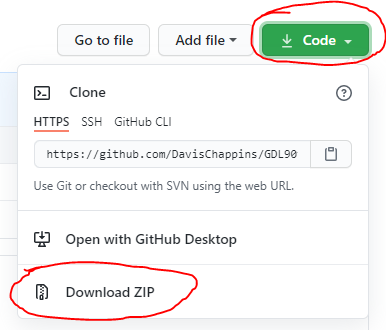 Go to file Add file Code
Clone
HTTPS SSH GitHub CLI
https://github.com/DavisChappins/GDL90
Use Git or checkout with SVN using the web URL.
Open with GitHub Desktop
Download ZIP